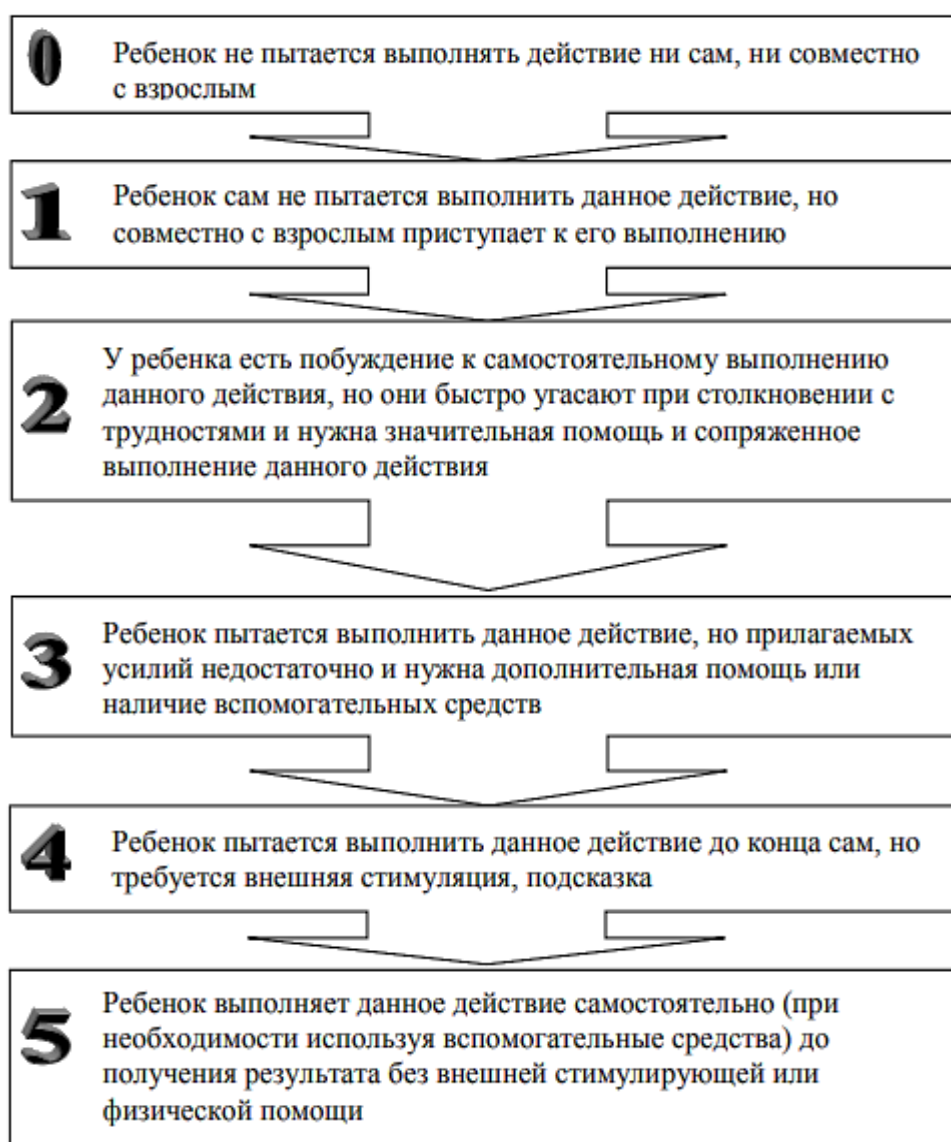 0
Ребенок не пытается выполнять действие ни сам, ни совместно
с взрослым
1
Ребенок сам не пытается выполнить данное действие, но
совместно с взрослым приступает к его выполнению
2
У ребенка есть побуждение к самостоятельному выполнению
данного действия, но они быстро угасают при столкновении с
трудностями и нужна значительная помощь и сопряженное
выполнение данного действия
3
Ребенок пытается выполнить данное действие, но прилагаемых
усилий недостаточно и нужна дополнительная помощь или
наличие вспомогательных средств
4
Ребенок пытается выполнить данное действие до конца сам, но
требуется внешняя стимуляция, подсказка
5
Ребенок выполняет данное действие самостоятельно (при
необходимости используя вспомогательные средства) до
получения результата без внешней стимулирующей или
физической помощи